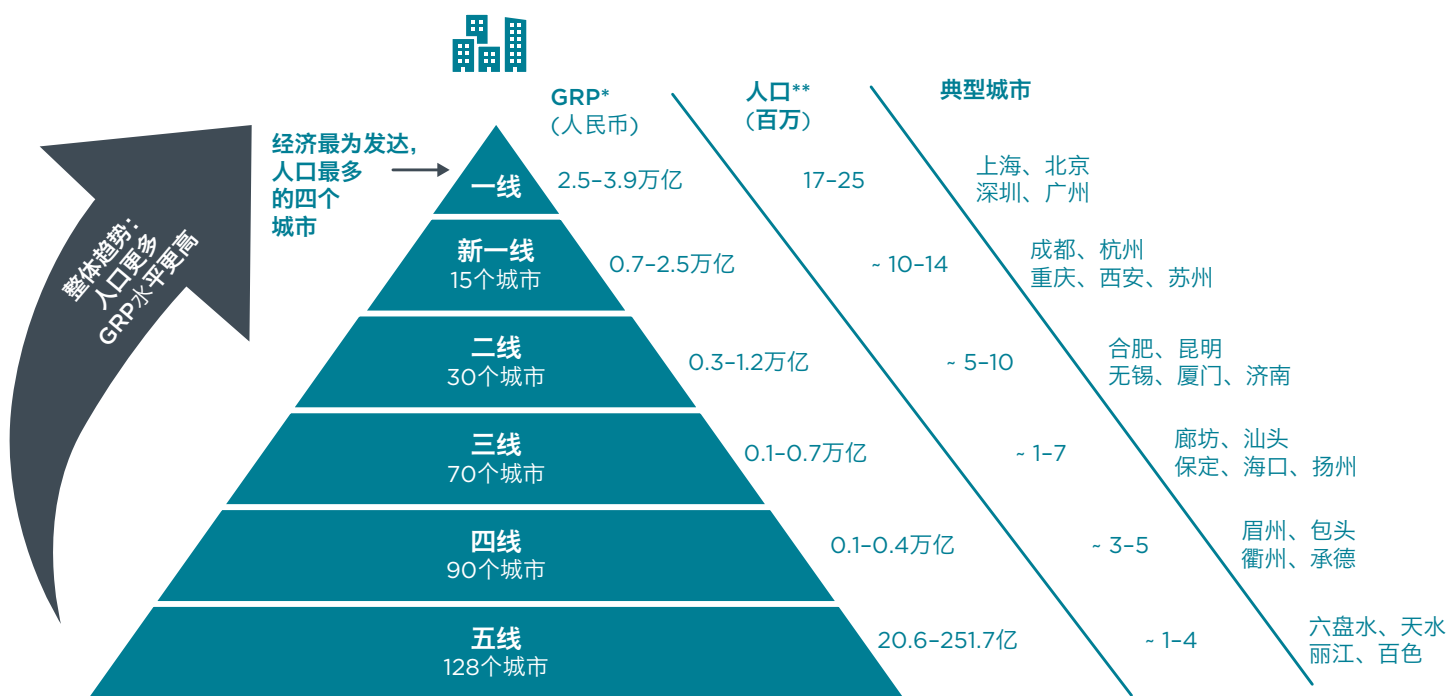 GRP*
(人民币)
人口**
(百万)
典型城市
经济最为发达，
人口最多
的四个
城市
整体趋势：
人口更多
GRP水平更高
一线
2.5–3.9万亿
17–25
上海、北京
深圳、广州
新一线
15个城市
0.7–2.5万亿
~ 10–14
成都、杭州
重庆、西安、苏州
二线
30个城市
0.3–1.2万亿
~ 5–10
合肥、昆明
无锡、厦门、济南
三线
70个城市
0.1–0.7万亿
~ 1–7
廊坊、汕头
保定、海口、扬州
四线
90个城市
0.1–0.4万亿
~ 3–5
眉州、包头
衢州、承德
五线
128个城市
20.6–251.7亿
~ 1–4
六盘水、天水
丽江、百色